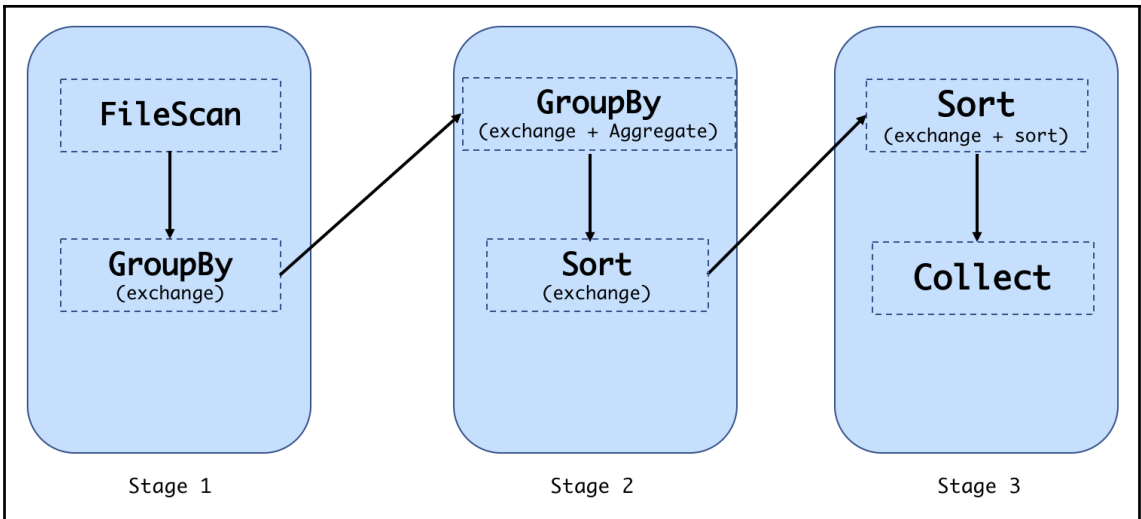 FileScan
GroupBy
(exchange)
Stage 1
GroupBy
(exchange + Aggregate)
Sort
(exchange)
Stage 2
Sort
(exchange + sort)
Collect
Stage 3